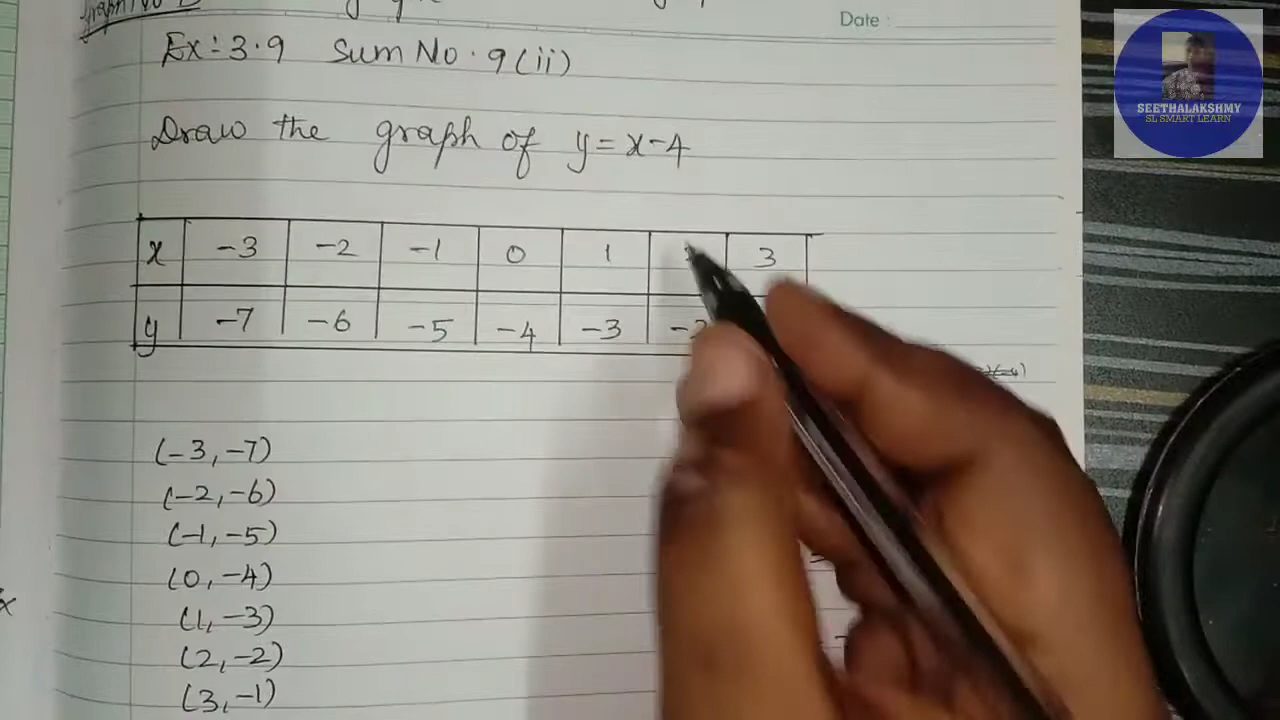 Date :
Ex:- 3.9 Sum No. 9 (ii)
SEETHALAKSHMY
SL SMART LEARN
Draw the graph of y = x - 4
x -3 -2 -1 0 1 3
y -7 -6 -5 -4 -3 -2
(-3, -7)
(-2, -6)
(-1, -5)
(0, -4)
(1, -3)
(2, -2)
(3, -1)